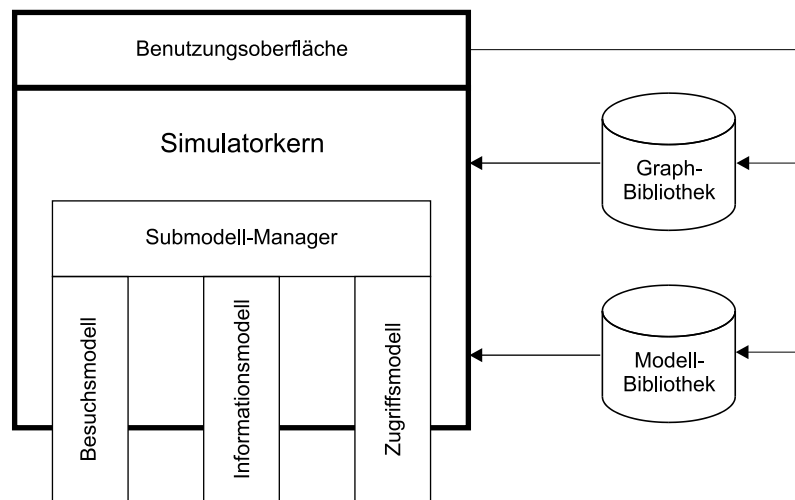 Benutzungsoberfläche
Simulatorkern
Submodell-Manager
Besuchsmodell
Informationsmodell
Zugriffsmodell
Graph-
Bibliothek
Modell-
Bibliothek